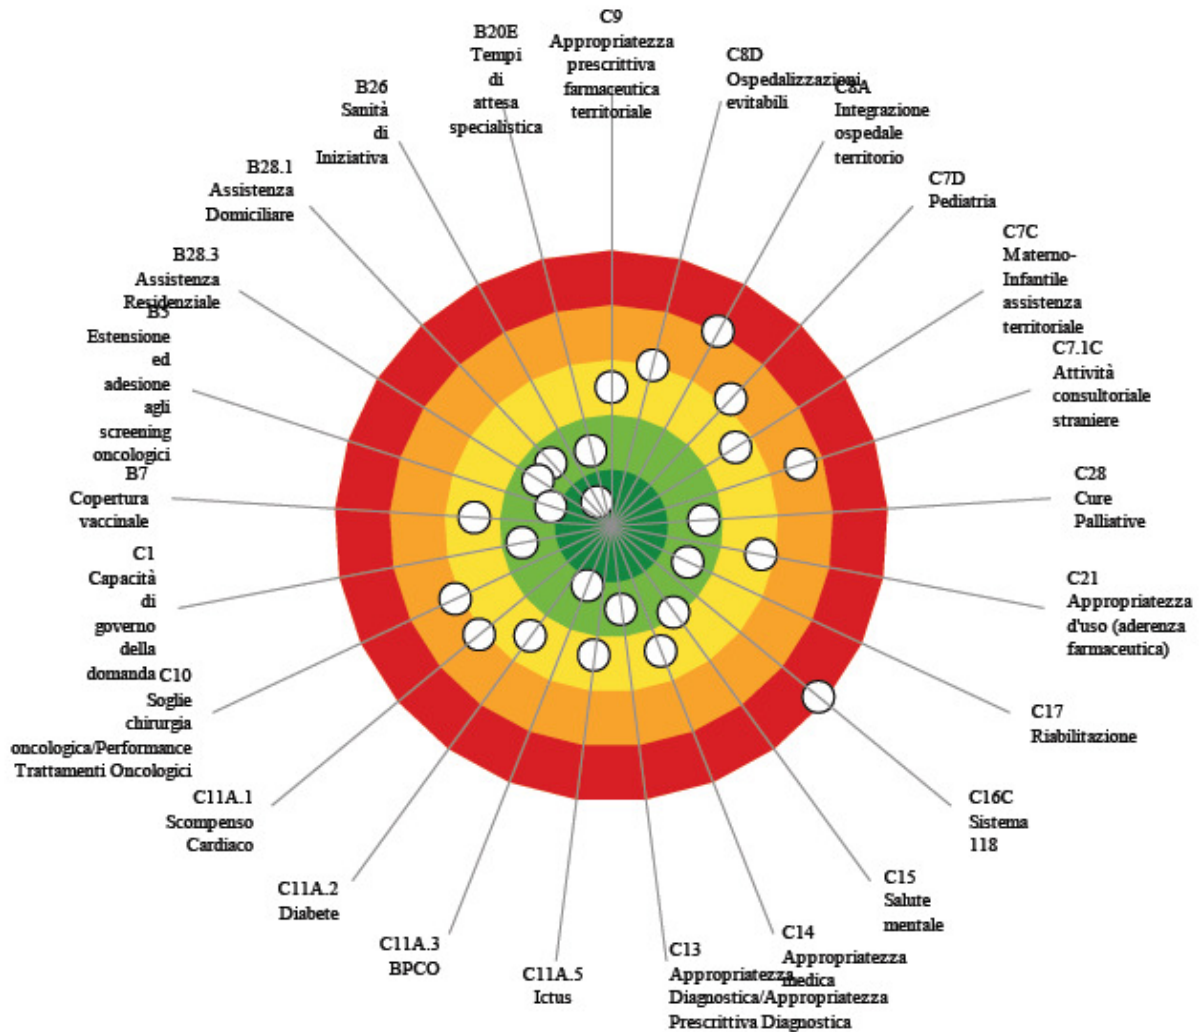 C9
Appropriatezza
prescrittiva
farmaceutica
territoriale
C8D
Ospedalizzazioni
evitabili
C8A
Integrazione
ospedale
territorio
C7D
Pediatria
C7C
Materno-
Infantile
assistenza
territoriale
C7.1C
Attività
consultoriale
straniere
C28
Cure
Palliative
C21
Appropriatezza
d'uso (aderenza
farmaceutica)
C17
Riabilitazione
C16C
Sistema
118
C15
Salute
mentale
C14
Appropriatezza
medica
C13
Appropriatezza
Diagnostica/Appropriatezza
Prescrittiva Diagnostica
C11A.5
Ictus
C11A.3
BPCO
C11A.2
Diabete
C11A.1
Scompenso
Cardiaco
C10
Soglie
chirurgia
oncologica/Performance
Trattamenti Oncologici
C1
Capacità
di
governo
della
domanda
B7
Copertura
vaccinale
B5
Estensione
ed
adesione
agli
screening
oncologici
B28.3
Assistenza
Residenziale
B28.1
Assistenza
Domiciliare
B26
Sanità
di
Iniziativa
B20E
Tempi
di
attesa
specialistica